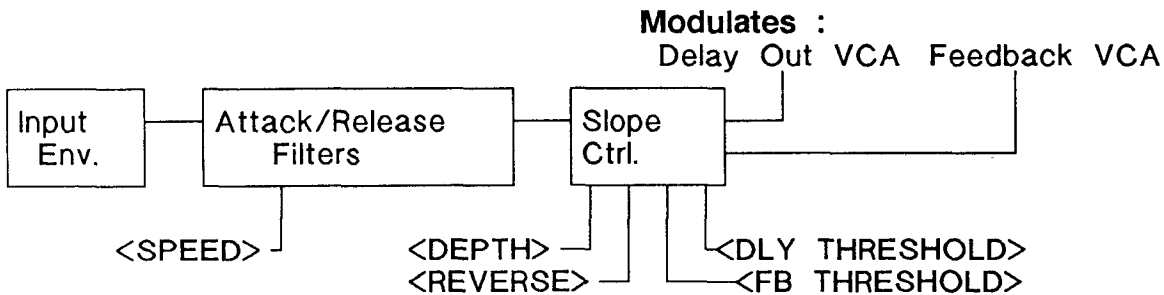 Modulates :
Delay Out VCA Feedback VCA
Input Env.
Attack/Release Filters
Slope Ctrl.
<SPEED>
<DEPTH>
<DLY THRESHOLD>
<REVERSE>
<FB THRESHOLD>